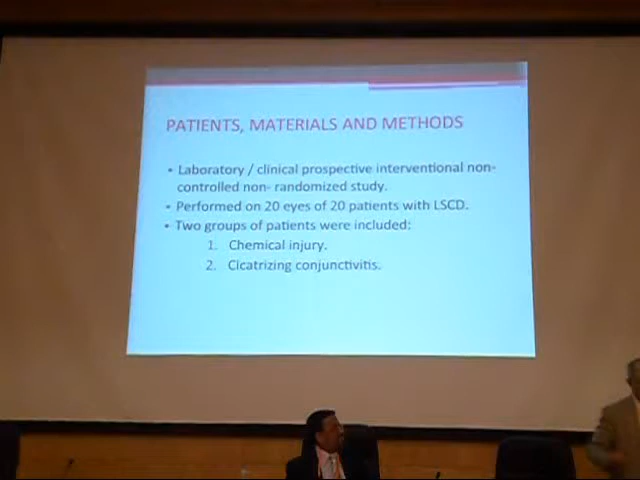 PATIENTS, MATERIALS AND METHODS
• Laboratory / clinical prospective interventional non-
controlled non- randomized study.
• Performed on 20 eyes of 20 patients with LSCD.
• Two groups of patients were included:
1. Chemical injury.
2. Cicatrizing conjunctivitis.